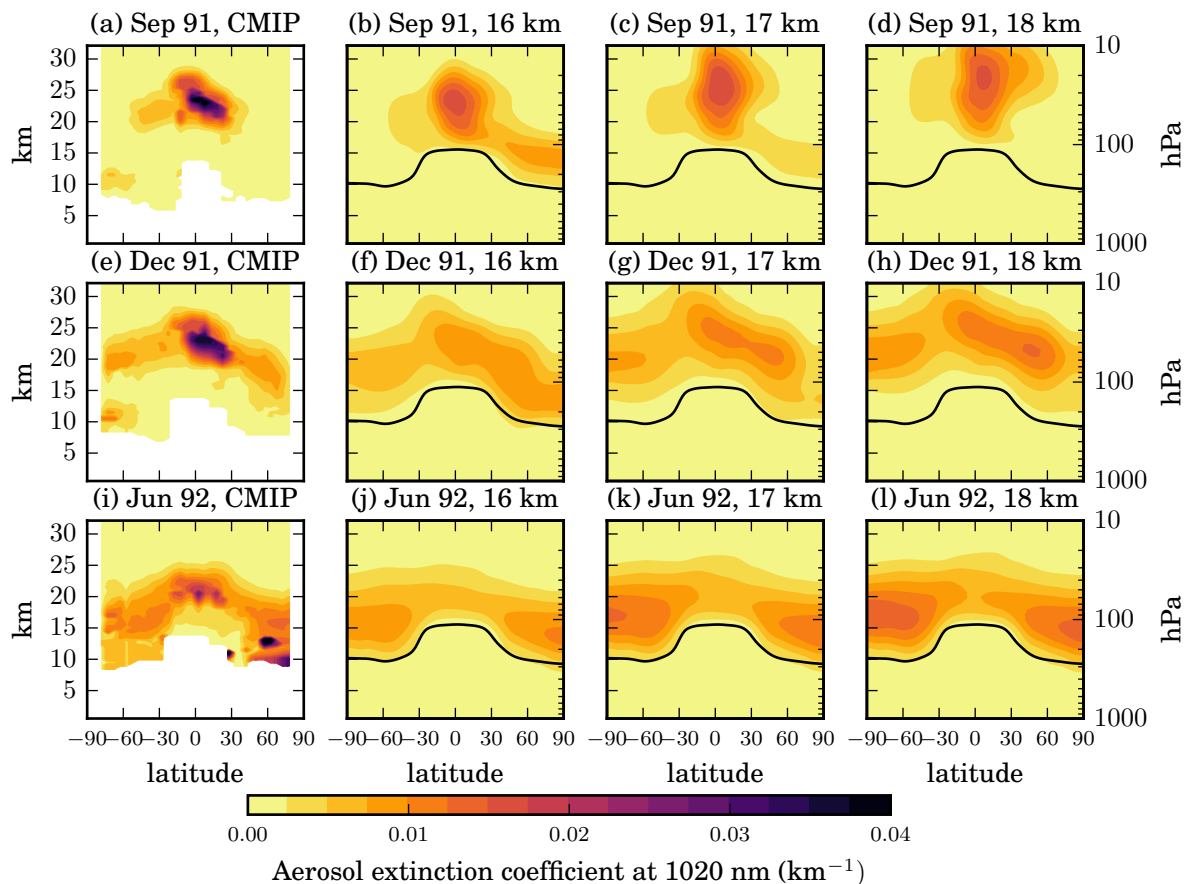 (a) Sep 91, CMIP (b) Sep 91, 16 km (c) Sep 91, 17 km (d) Sep 91, 18 km
30
25
20
15
10
5
km
10
100
1000
hPa
(e) Dec 91, CMIP (f) Dec 91, 16 km (g) Dec 91, 17 km (h) Dec 91, 18 km
30
25
20
15
10
5
km
10
100
1000
hPa
(i) Jun 92, CMIP (j) Jun 92, 16 km (k) Jun 92, 17 km (l) Jun 92, 18 km
30
25
20
15
10
5
km
10
100
1000
hPa
−90 −60 −30 0 30 60 90 −90 −60 −30 0 30 60 90 −90 −60 −30 0 30 60 90 −90 −60 −30 0 30 60 90
latitude latitude latitude latitude
0.00 0.01 0.02 0.03 0.04
Aerosol extinction coefficient at 1020 nm (km⁻¹)